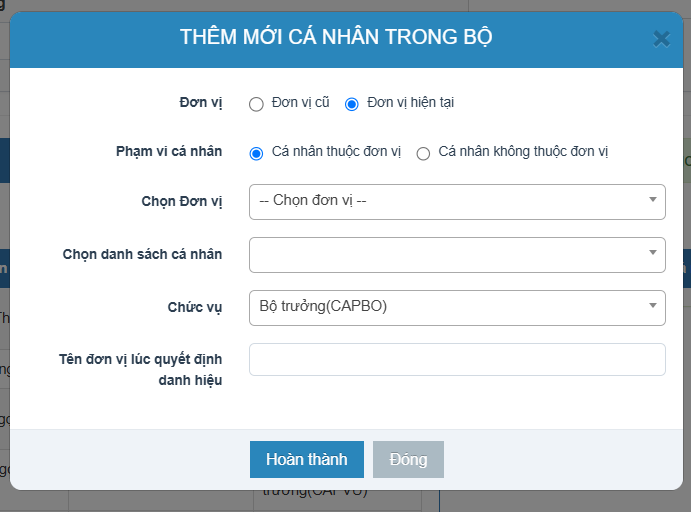 THÊM MỚI CÁ NHÂN TRONG BỘ
Đơn vị
Đơn vị cũ
Đơn vị hiện tại
Phạm vi cá nhân
Cá nhân thuộc đơn vị
Cá nhân không thuộc đơn vị
Chọn Đơn vị
-- Chọn đơn vị --
Chọn danh sách cá nhân
Chức vụ
Bộ trưởng(CAPBO)
Tên đơn vị lúc quyết định
danh hiệu
Hoàn thành
Đóng
trưởng(CAPVU)